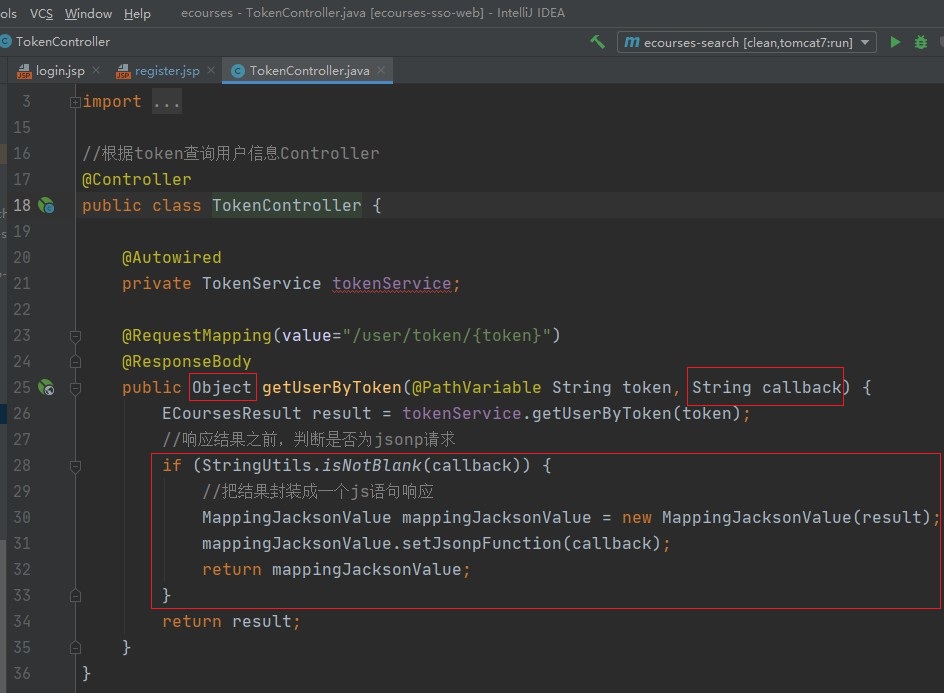 ols VCS Window Help ecourses - TokenController.java [ecourses-sso-web] - IntelliJ IDEA
TokenController ecourses-search [clean,tomcat7:run]
login.jsp register.jsp TokenController.java
3 import ...
15
16 //根据token查询用户信息Controller
17 @Controller
18 public class TokenController {
19
20 @Autowired
21 private TokenService tokenService;
22
23 @RequestMapping(value="/user/token/{token}")
24 @ResponseBody
25 public Object getUserByToken(@PathVariable String token, String callback) {
26 ECoursesResult result = tokenService.getUserByToken(token);
27 //响应结果之前，判断是否为jsonp请求
28 if (StringUtils.isNotBlank(callback)) {
29 //把结果封装成一个js语句响应
30 MappingJacksonValue mappingJacksonValue = new MappingJacksonValue(result);
31 mappingJacksonValue.setJsonpFunction(callback);
32 return mappingJacksonValue;
33 }
34 return result;
35 }
36 }